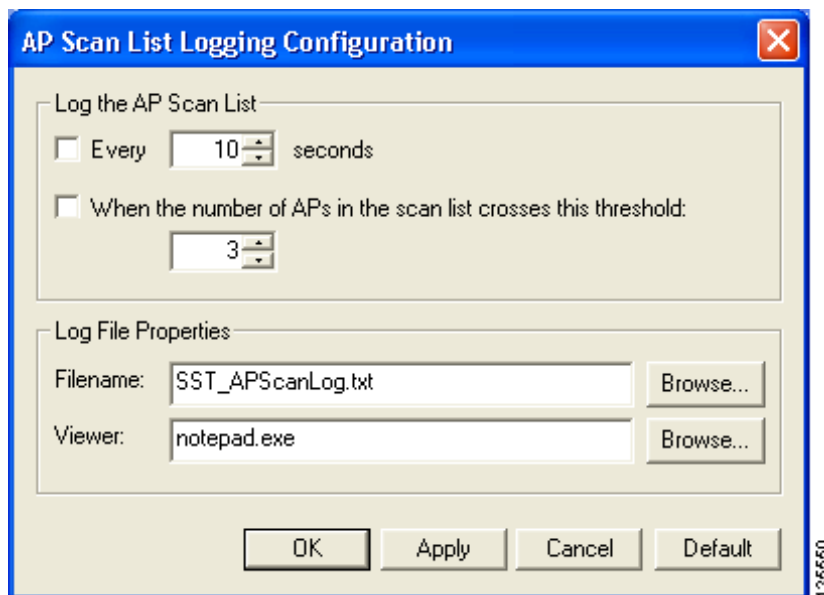 AP Scan List Logging Configuration
Log the AP Scan List
Every 10 seconds
When the number of APs in the scan list crosses this threshold:
3
Log File Properties
Filename: SST_APScanLog.txt Browse...
Viewer: notepad.exe Browse...
OK Apply Cancel Default